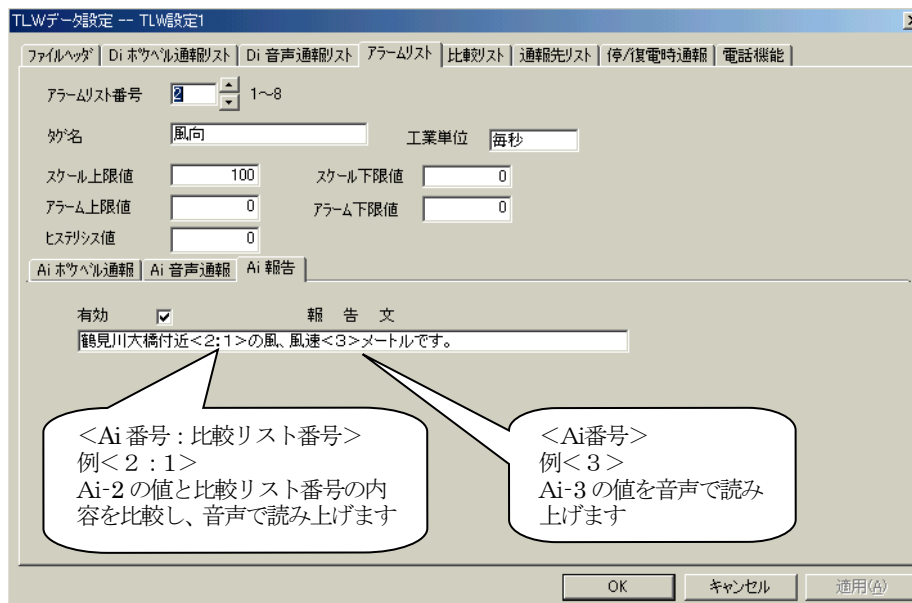 TLWデータ設定 -- TLW設定1
ファイルヘッダ Di ポケベル通報リスト Di 音声通報リスト アラームリスト 比較リスト 通報先リスト 停/復電時通報 電話機能
アラームリスト番号 2 1～8
タグ名 風向 工業単位 毎秒
スケール上限値 100 スケール下限値 0
アラーム上限値 0 アラーム下限値 0
ヒステリシス値 0
Ai ポケベル通報 Ai 音声通報 Ai 報告
有効 報 告 文
鶴見川大橋付近<2:1>の風、風速<3>メートルです。
＜Ai 番号：比較リスト番号＞
例＜２：1＞
Ai-2 の値と比較リスト番号の内
容を比較し、音声で読み上げます
＜Ai番号＞
例＜３＞
Ai-3 の値を音声で読み
上げます
OK キャンセル 適用(A)